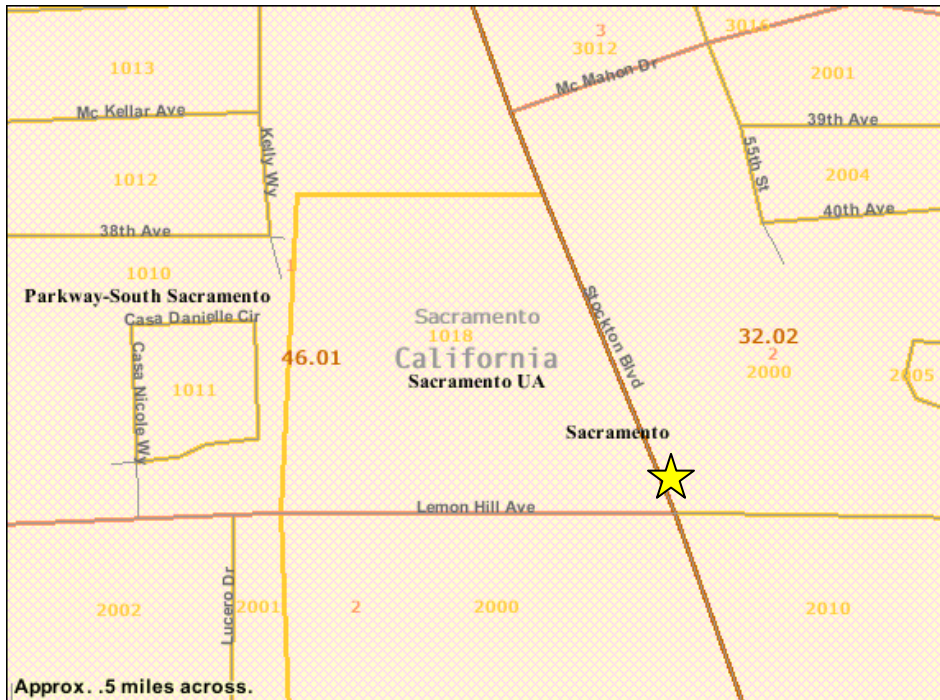 3
3012
3016
1013
2001
Mc Mahon Dr
Mc Kellar Ave
39th Ave
Kelly Wy
55th St
1012
2004
40th Ave
38th Ave
1
1010
Parkway-South Sacramento
Casa Danielle Cir
Stockton Blvd
Sacramento
1018
California
46.01
32.02
2
2000
Sacramento UA
Casa Nicole Wy
1011
2005
Sacramento
Lemon Hill Ave
Lucero Dr
2002
2001
2
2000
2010
Approx. .5 miles across.